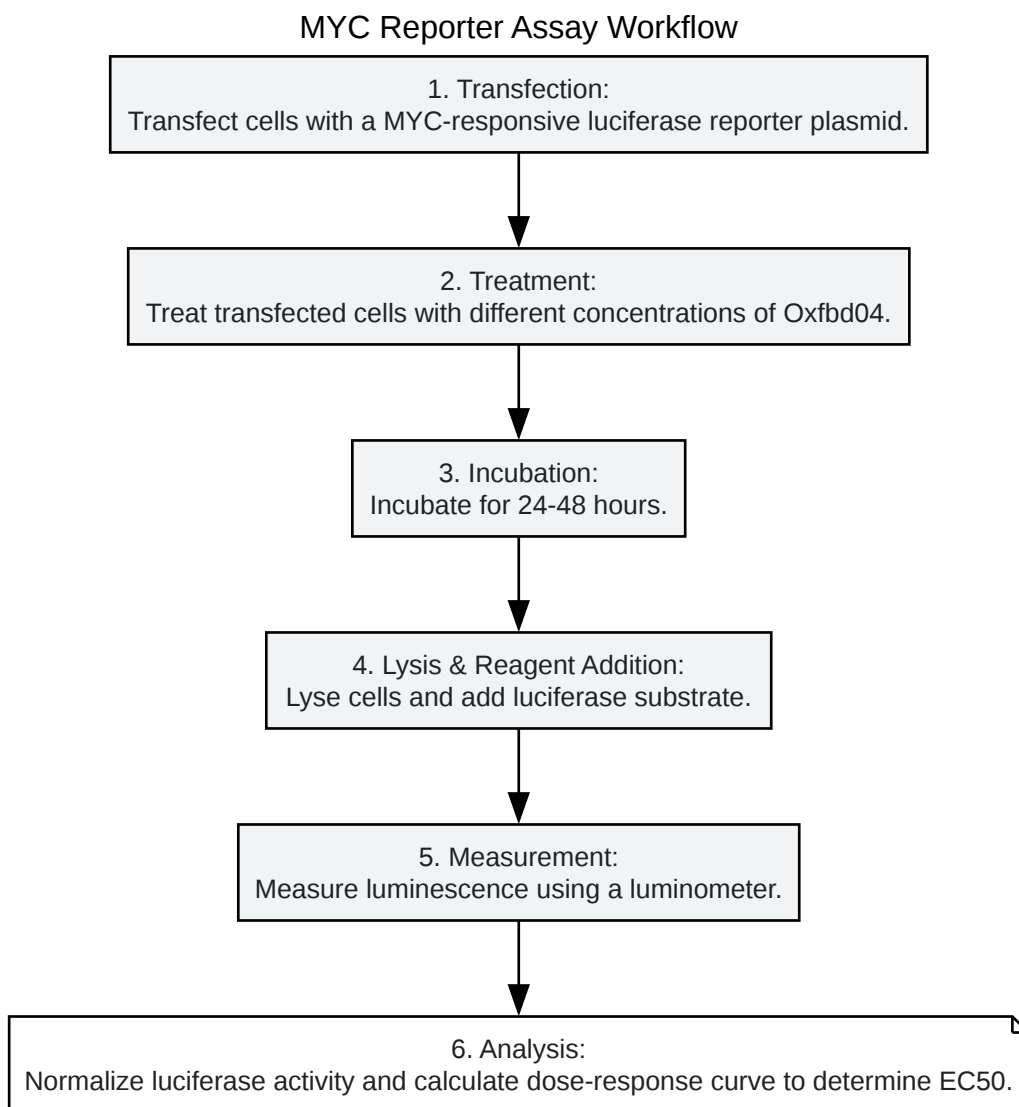 MYC Reporter Assay Workflow
1. Transfection:
Transfect cells with a MYC-responsive luciferase reporter plasmid.
2. Treatment:
Treat transfected cells with different concentrations of Oxfbd04.
3. Incubation:
Incubate for 24-48 hours.
4. Lysis & Reagent Addition:
Lyse cells and add luciferase substrate.
5. Measurement:
Measure luminescence using a luminometer.
6. Analysis:
Normalize luciferase activity and calculate dose-response curve to determine EC50.